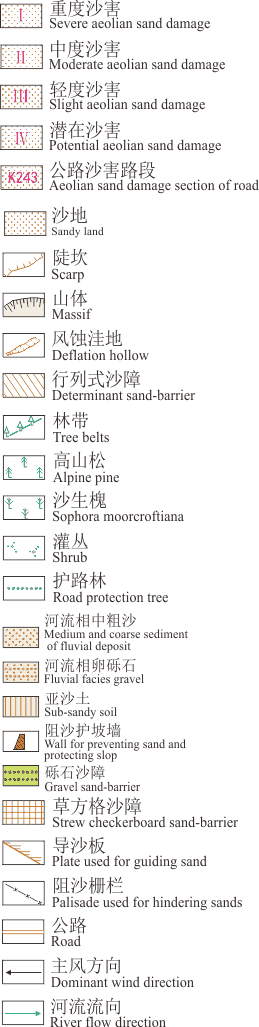 I
重度沙害
Severe aeolian sand damage
II
中度沙害
Moderate aeolian sand damage
III
轻度沙害
Slight aeolian sand damage
IV
潜在沙害
Potential aeolian sand damage
K243
公路沙害路段
Aeolian sand damage section of road
沙地
Sandy land
陡坎
Scarp
山体
Massif
风蚀洼地
Deflation hollow
行列式沙障
Determinant sand-barrier
林带
Tree belts
高山松
Alpine pine
沙生槐
Sophora moorcroftiana
灌丛
Shrub
护路林
Road protection tree
河流相中粗沙
Medium and coarse sediment
of fluvial deposit
河流相卵砾石
Fluvial facies gravel
亚沙土
Sub-sandy soil
阻沙护坡墙
Wall for preventing sand and
protecting slop
砾石沙障
Gravel sand-barrier
草方格沙障
Strew checkerboard sand-barrier
导沙板
Plate used for guiding sand
阻沙栅栏
Palisade used for hindering sands
公路
Road
主风方向
Dominant wind direction
河流流向
River flow direction